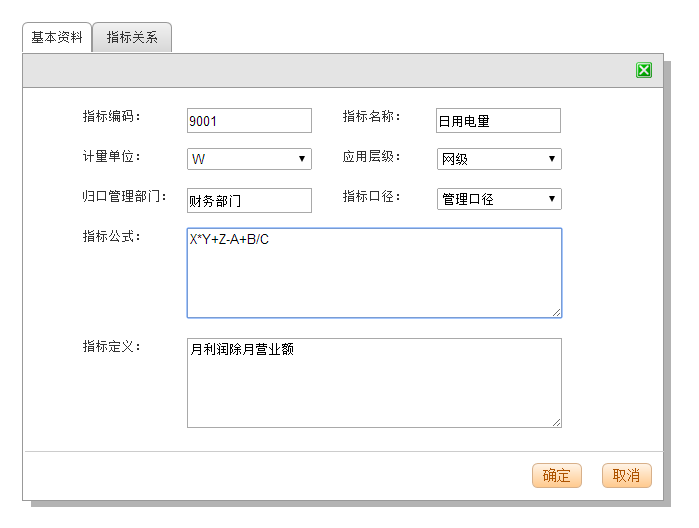 基本资料 指标关系
指标编码： 9001 指标名称： 日用电量
计量单位： W 应用层级： 网级
归口管理部门： 财务部门 指标口径： 管理口径
指标公式： X*Y+Z-A+B/C
指标定义： 月利润除月营业额
确定 取消